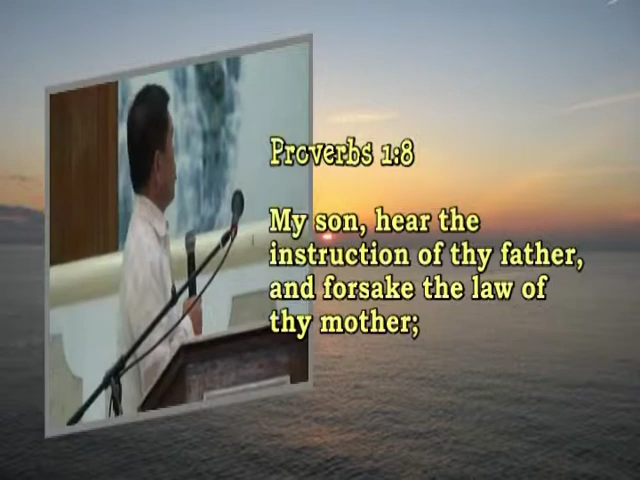 Proverbs 1:8
My son, hear the
instruction of thy father,
and forsake the law of
thy mother;